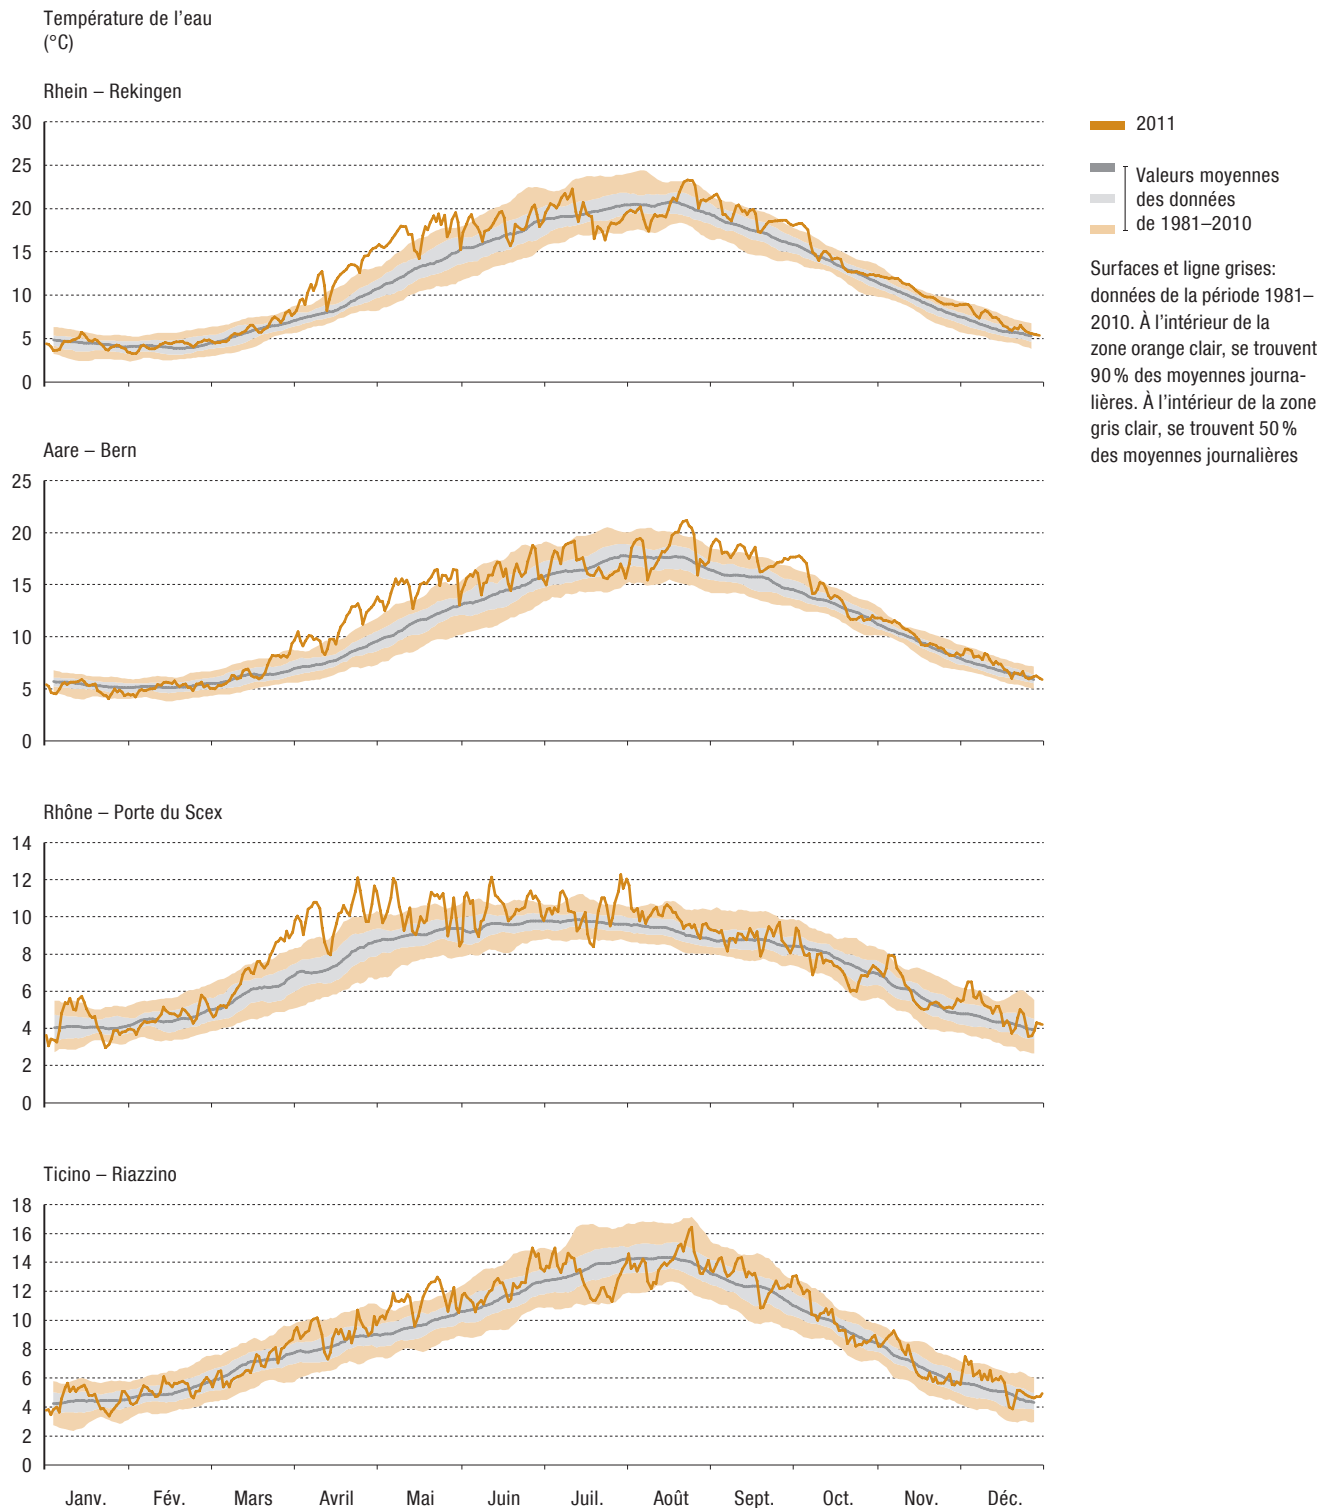 Température de l'eau
(°C)
Rhein – Rekingen
30
25
20
15
10
5
0
2011
Valeurs moyennes
des données
de 1981–2010
Surfaces et ligne grises:
données de la période 1981–
2010. À l'intérieur de la
zone orange clair, se trouvent
90 % des moyennes journa-
lières. À l'intérieur de la zone
gris clair, se trouvent 50 %
des moyennes journalières
Aare – Bern
25
20
15
10
5
0
Rhône – Porte du Scex
14
12
10
8
6
4
2
0
Ticino – Riazzino
18
16
14
12
10
8
6
4
2
0
Janv. Fév. Mars Avril Mai Juin Juil. Août Sept. Oct. Nov. Déc.